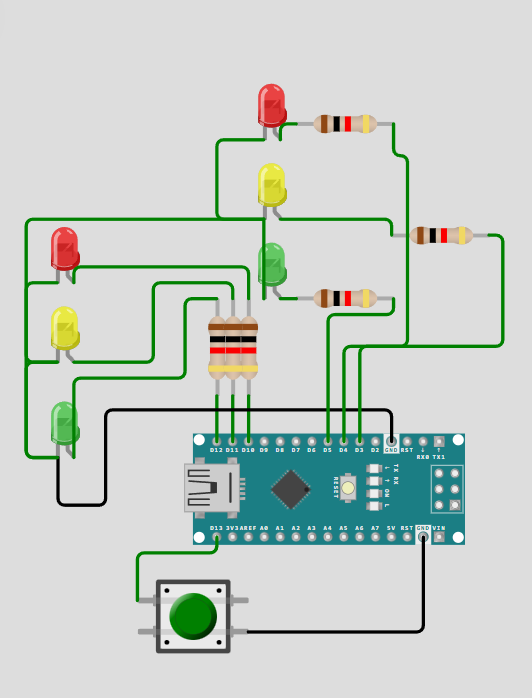 D12 D11 D10 D9 D8 D7 D6 D5 D4 D3 D2 GND RST ↓ ↑
RX0 TX1
RESET
TX RX
↓ ↑ ON L
D13 3V3 AREF A0 A1 A2 A3 A4 A5 A6 A7 5V RST GND VIN